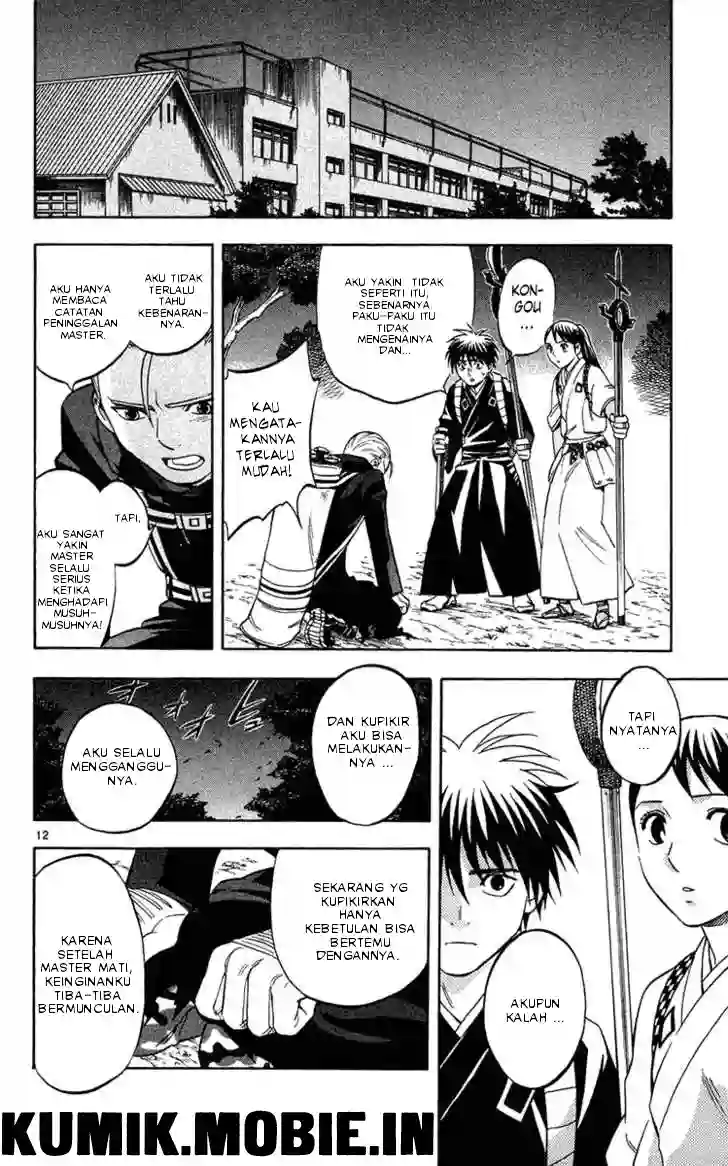 KON-
GOU
...
AKU YAKIN TIDAK
SEPERTI ITU,
SEBENARNYA
PAKU-PAKU ITU
TIDAK
MENGENAINYA
DAN...
KAU
MENGATA-
KANNYA
TERLALU
MUDAH!
AKU TIDAK
TERLALU
TAHU
KEBENARAN-
NYA.
AKU HANYA
MEMBACA
CATATAN
PENINGGALAN
MASTER.
TAPI,
AKU SANGAT
YAKIN
MASTER
SELALU
SERIUS
KETIKA
MENGHADAPI
MUSUH-
MUSUHNYA!
TAPI
NYATANYA
...
AKUPUN
KALAH ...
DAN KUFIKIR
AKU BISA
MELAKUKAN-
NYA ...
AKU SELALU
MENGGANGGU-
NYA.
12
SEKARANG YG
KUFIKIRKAN
HANYA
KEBETULAN BISA
BERTEMU
DENGANNYA.
KARENA
SETELAH
MASTER MATI,
KEINGINANKU
TIBA-TIBA
BERMUNCULAN.
KUMIK.MOBIE.IN